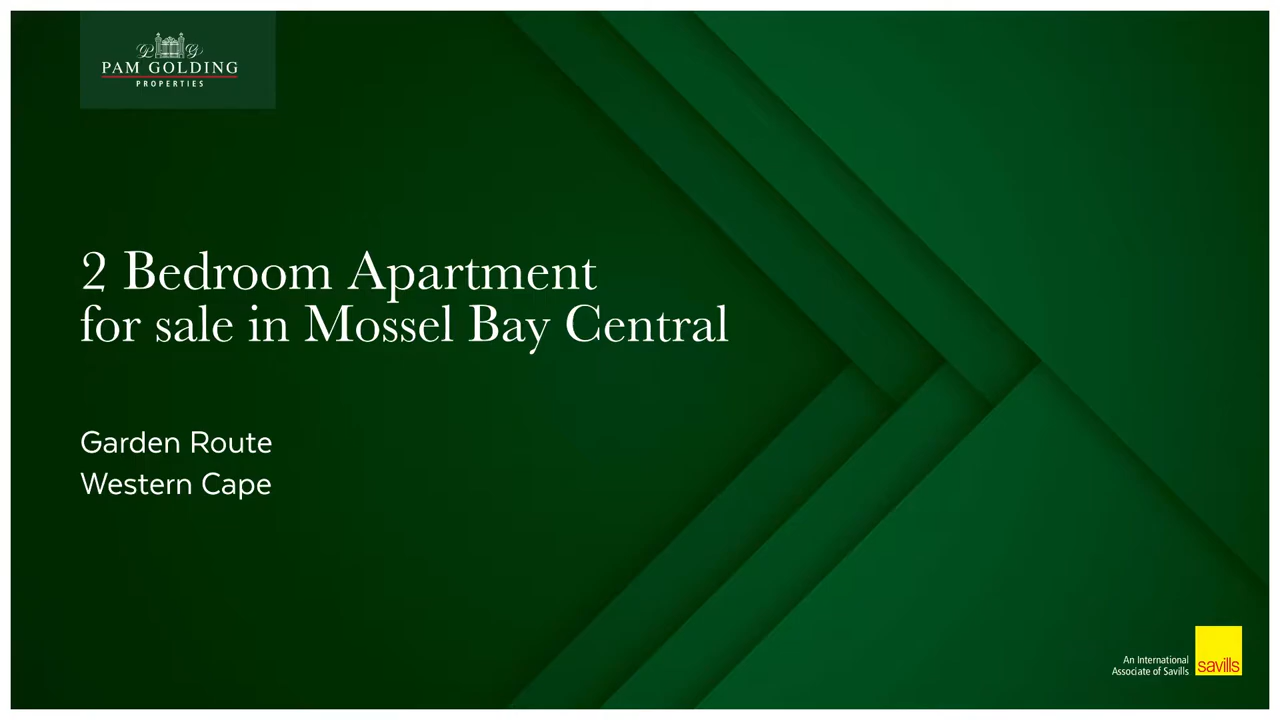 PG
PAM GOLDING
PROPERTIES
2 Bedroom Apartment
for sale in Mossel Bay Central
Garden Route
Western Cape
An International
Associate of Savills
savills